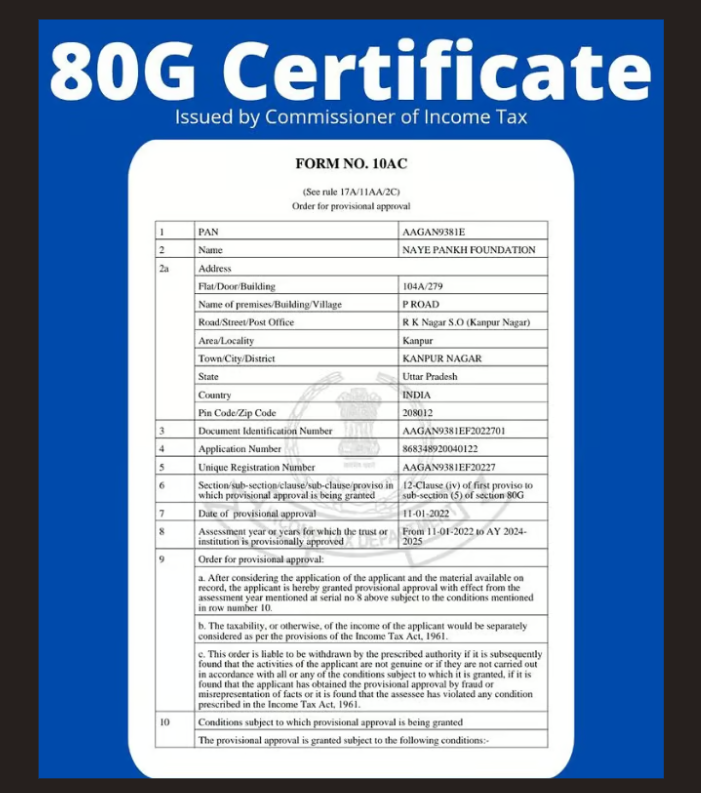 80G Certificate
Issued by Commissioner of Income Tax
FORM NO. 10AC
(See rule 17A/11AA/2C)
Order for provisional approval
1 PAN AAGAN9381E
2 Name NAYE PANKH FOUNDATION
2a Address
Flat/Door/Building 104A/279
Name of premises/Building/Village P ROAD
Road/Street/Post Office R K Nagar S.O (Kanpur Nagar)
Area/Locality Kanpur
Town/City/District KANPUR NAGAR
State Uttar Pradesh
Country INDIA
Pin Code/Zip Code 208012
3 Document Identification Number AAGAN9381EF2022701
4 Application Number 868348920040122
5 Unique Registration Number AAGAN9381EF20227
6 Section/sub-section/clause/sub-clause/proviso in 12-Clause (iv) of first proviso to
which provisional approval is being granted sub-section (5) of section 80G
7 Date of provisional approval 11-01-2022
8 Assessment year or years for which the trust or From 11-01-2022 to AY 2024-
institution is provisionally approved 2025
9 Order for provisional approval:
a. After considering the application of the applicant and the material available on
record, the applicant is hereby granted provisional approval with effect from the
assessment year mentioned at serial no 8 above subject to the conditions mentioned
in row number 10.
b. The taxability, or otherwise, of the income of the applicant would be separately
considered as per the provisions of the Income Tax Act, 1961.
c. This order is liable to be withdrawn by the prescribed authority if it is subsequently
found that the activities of the applicant are not genuine or if they are not carried out
in accordance with all or any of the conditions subject to which it is granted, if it is
found that the applicant has obtained the provisional approval by fraud or
misrepresentation of facts or it is found that the assessee has violated any condition
prescribed in the Income Tax Act, 1961.
10 Conditions subject to which provisional approval is being granted
The provisional approval is granted subject to the following conditions:-